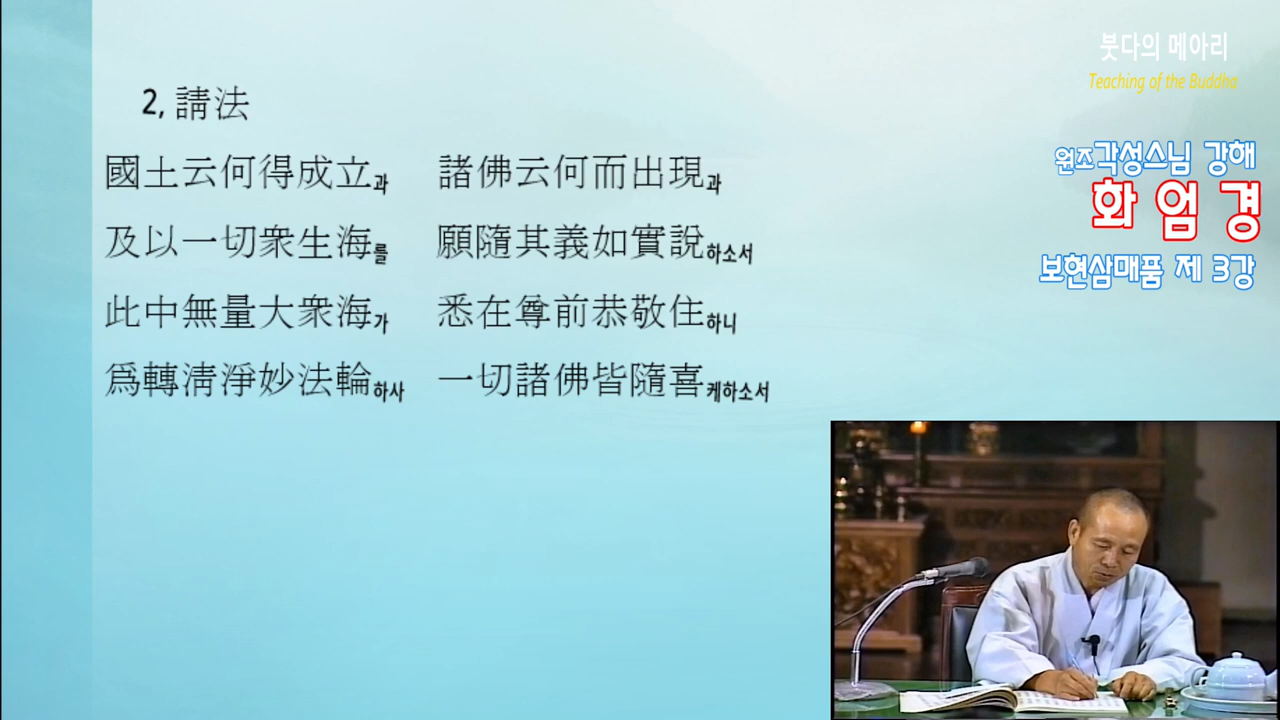 2, 請法
國土云何得成立과 諸佛云何而出現과
及以一切衆生海를 願隨其義如實說하소서
此中無量大衆海가 悉在尊前恭敬住하니
爲轉淸淨妙法輪하사 一切諸佛皆隨喜케하소서
붓다의 메아리
Teaching of the Buddha
원조각성스님 강해
화엄경
보현삼매품 제 3강